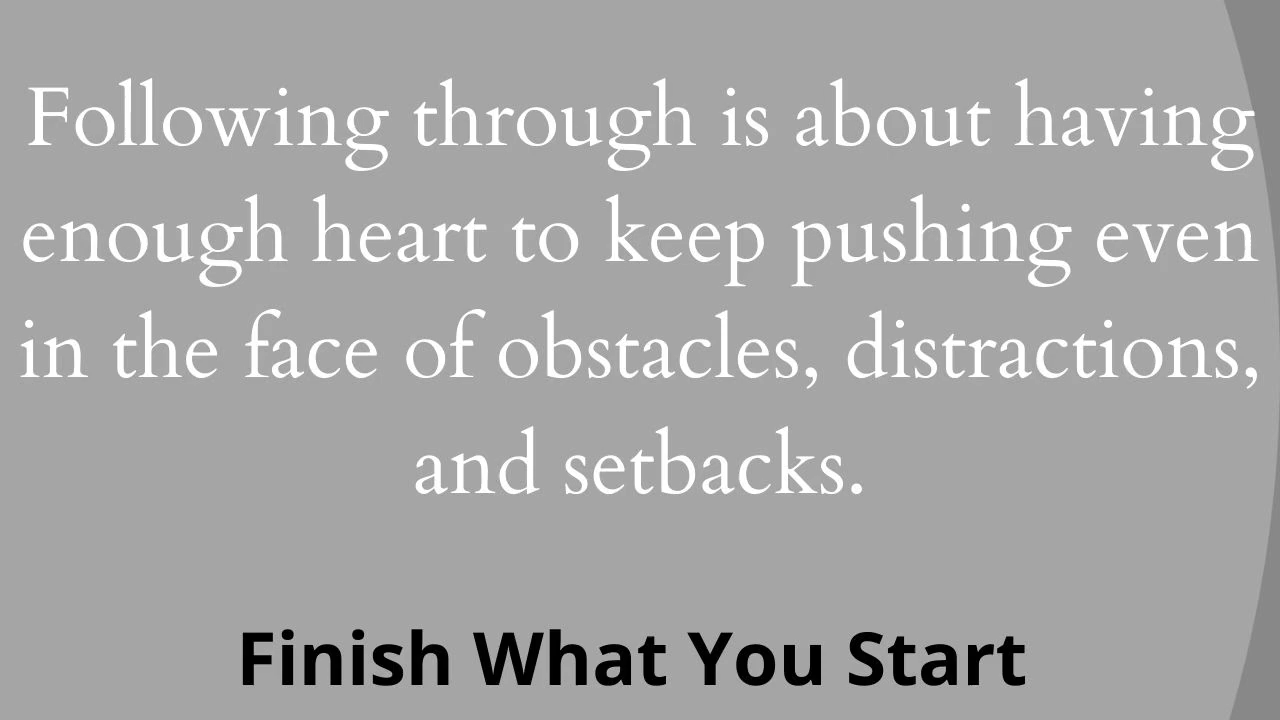 Following through is about having
enough heart to keep pushing even
in the face of obstacles, distractions,
and setbacks.
Finish What You Start